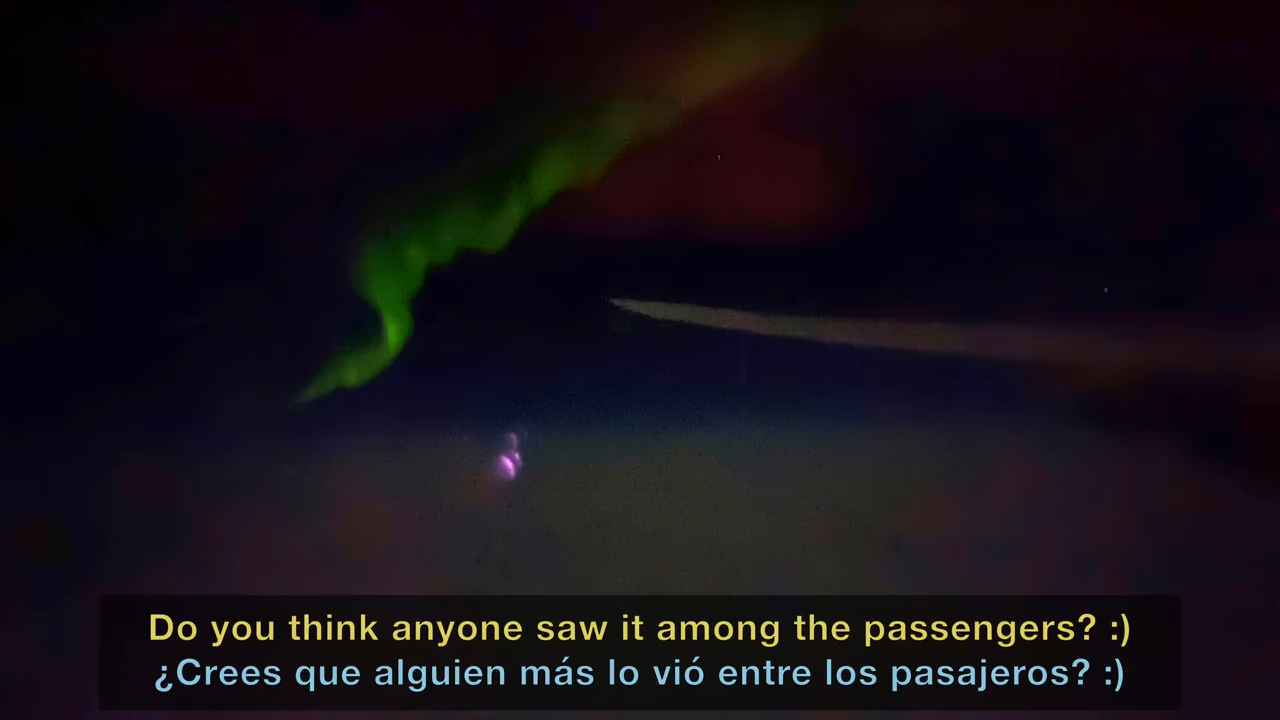 Do you think anyone saw it among the passengers? :)
¿Crees que alguien más lo vió entre los pasajeros? :)